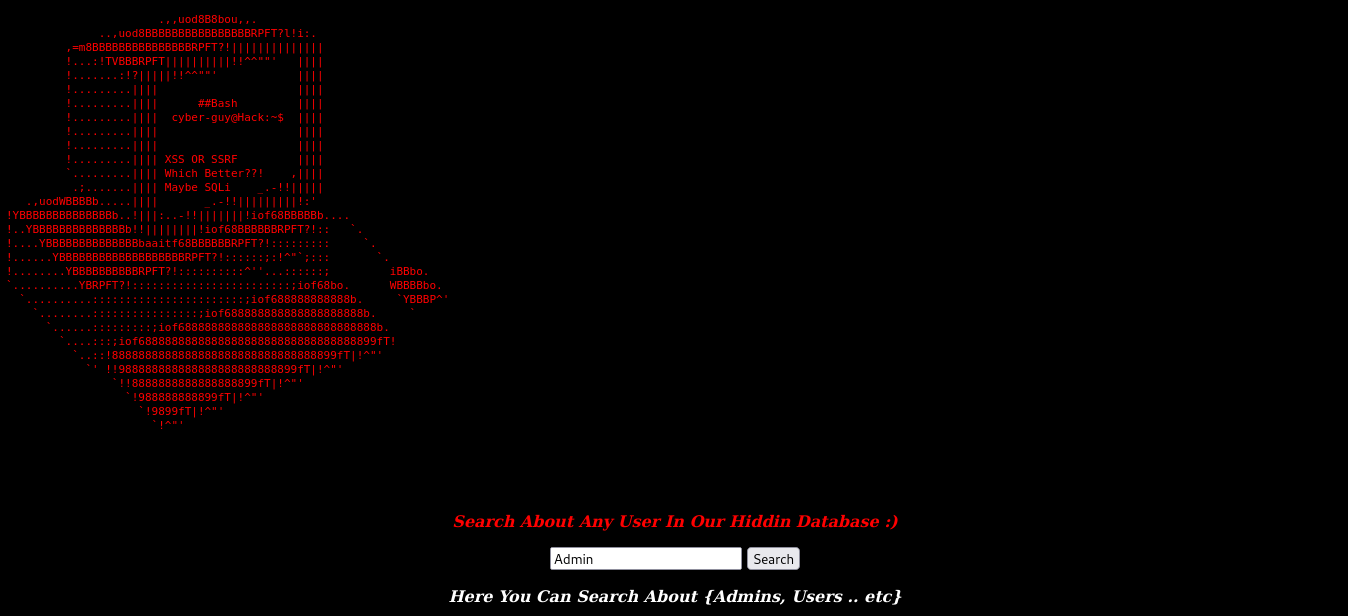 ##Bash
cyber-guy@Hack:~$
XSS OR SSRF
Which Better??!
Maybe SQLi
Search About Any User In Our Hiddin Database :)
Admin
Search
Here You Can Search About {Admins, Users .. etc}